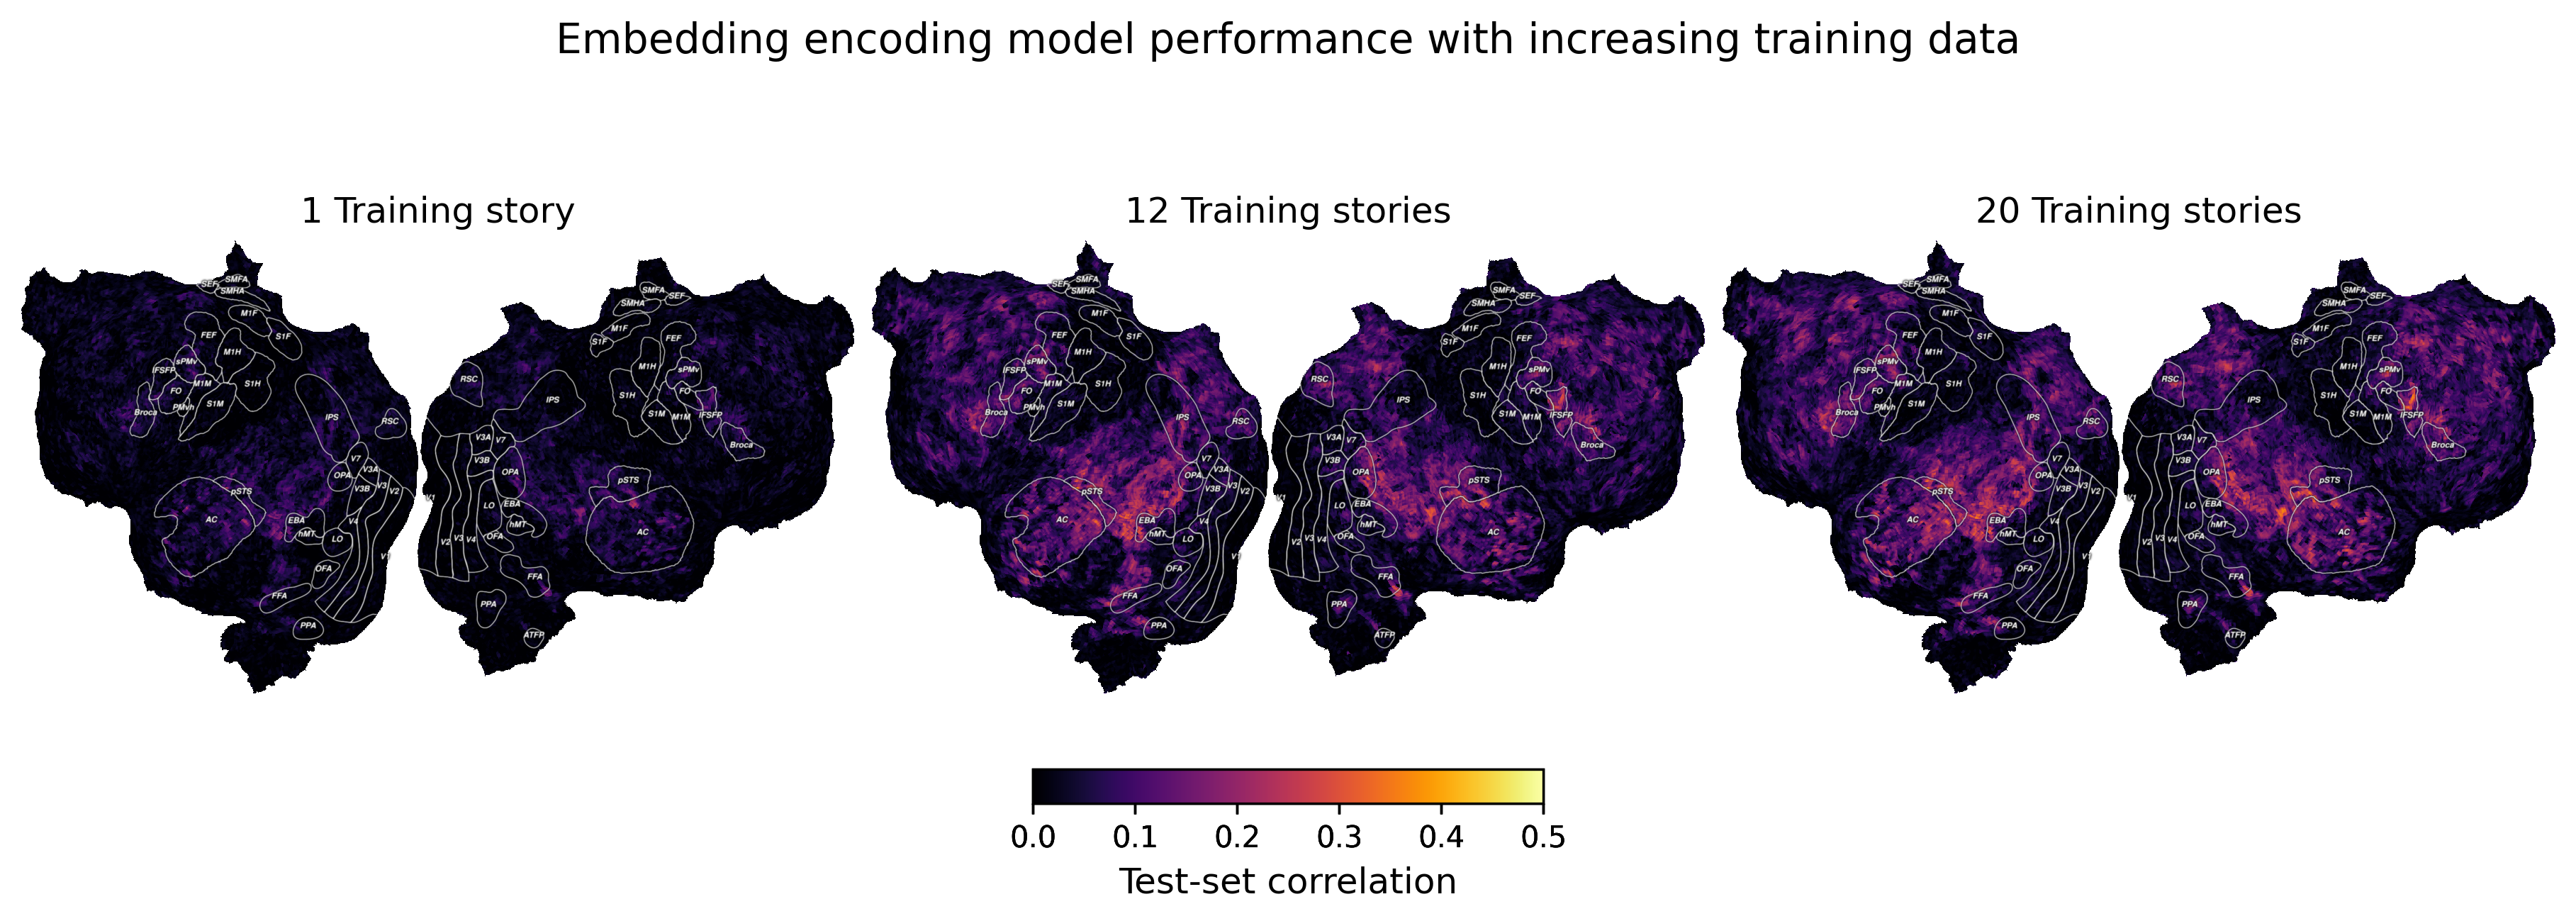 Embedding encoding model performance with increasing training data
1 Training story
12 Training stories
20 Training stories
SEF SMFA
SMHA
M1F
S1F
FEF
M1H
sPMv
IFSFP
M1M
FO
S1H
PMvh
S1M
Broca
IPS
RSC
V7
OPA
V3A
V3B
V3
V2
pSTS
AC
EBA
hMT
V4
LO
V1
OFA
FFA
PPA
SMFA
SEF
SMHA
M1F
S1F
FEF
RSC
M1H
sPMv
IPS
S1H
FO
S1M
M1M
IFSFP
V3A
V7
Broca
V3B
OPA
pSTS
V1
LO
EBA
hMT
AC
V2
V3
V4
OFA
FFA
PPA
ATFP
SEF SMFA
SMHA
M1F
S1F
FEF
M1H
sPMv
IFSFP
M1M
FO
S1H
PMvh
S1M
Broca
IPS
RSC
V7
OPA
V3A
V3B
V3
V2
pSTS
AC
EBA
hMT
V4
LO
V1
OFA
FFA
PPA
SMFA
SEF
SMHA
M1F
S1F
FEF
RSC
M1H
sPMv
IPS
S1H
FO
S1M
M1M
IFSFP
V3A
V7
Broca
V3B
OPA
pSTS
V1
LO
EBA
hMT
AC
V2
V3
V4
OFA
FFA
PPA
ATFP
SEF SMFA
SMHA
M1F
S1F
FEF
M1H
sPMv
IFSFP
M1M
FO
S1H
PMvh
S1M
Broca
IPS
RSC
V7
OPA
V3A
V3B
V3
V2
pSTS
AC
EBA
hMT
V4
LO
V1
OFA
FFA
PPA
SMFA
SEF
SMHA
M1F
S1F
FEF
RSC
M1H
sPMv
IPS
S1H
FO
S1M
M1M
IFSFP
V3A
V7
Broca
V3B
OPA
pSTS
V1
LO
EBA
hMT
AC
V2
V3
V4
OFA
FFA
PPA
ATFP
0.0 0.1 0.2 0.3 0.4 0.5
Test-set correlation